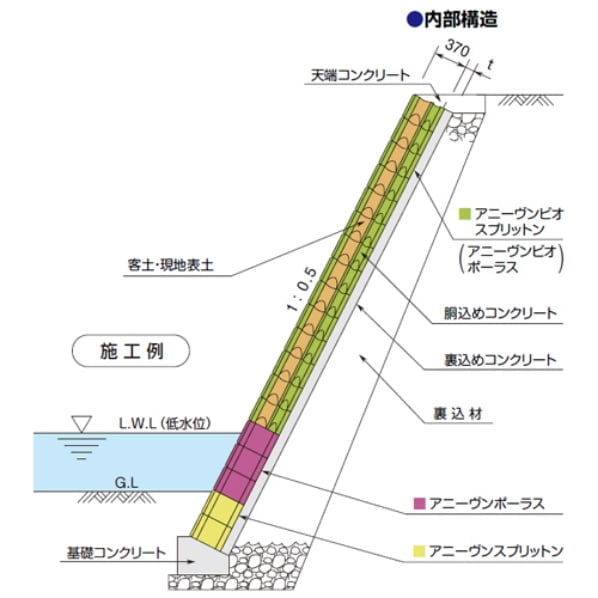 ●内部構造
370
t
天端コンクリート
アニーヴンビオ
スプリットン
(アニーヴンビオ
ポーラス)
客土・現地表土
1:0.5
胴込めコンクリート
施工例
裏込めコンクリート
裏込材
L.W.L(低水位)
G.L
アニーヴンポーラス
アニーヴンスプリットン
基礎コンクリート